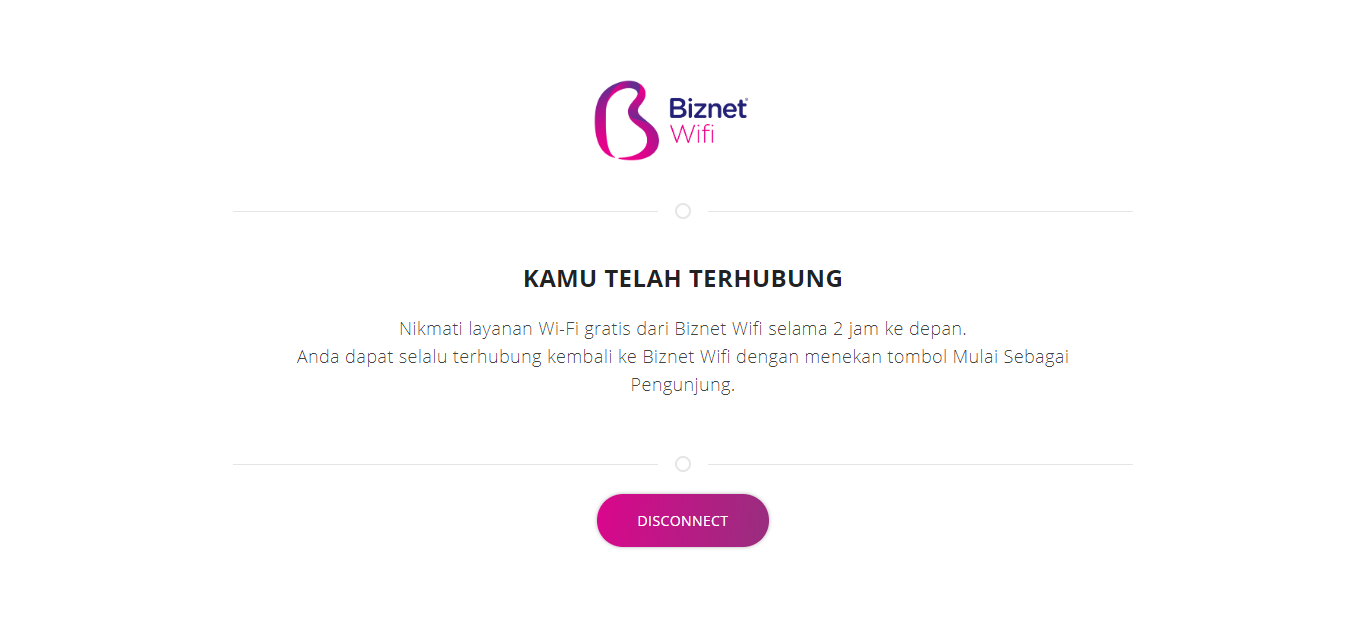 Biznet
Wifi
KAMU TELAH TERHUBUNG
Nikmati layanan Wi-Fi gratis dari Biznet Wifi selama 2 jam ke depan.
Anda dapat selalu terhubung kembali ke Biznet Wifi dengan menekan tombol Mulai Sebagai
Pengunjung.
DISCONNECT